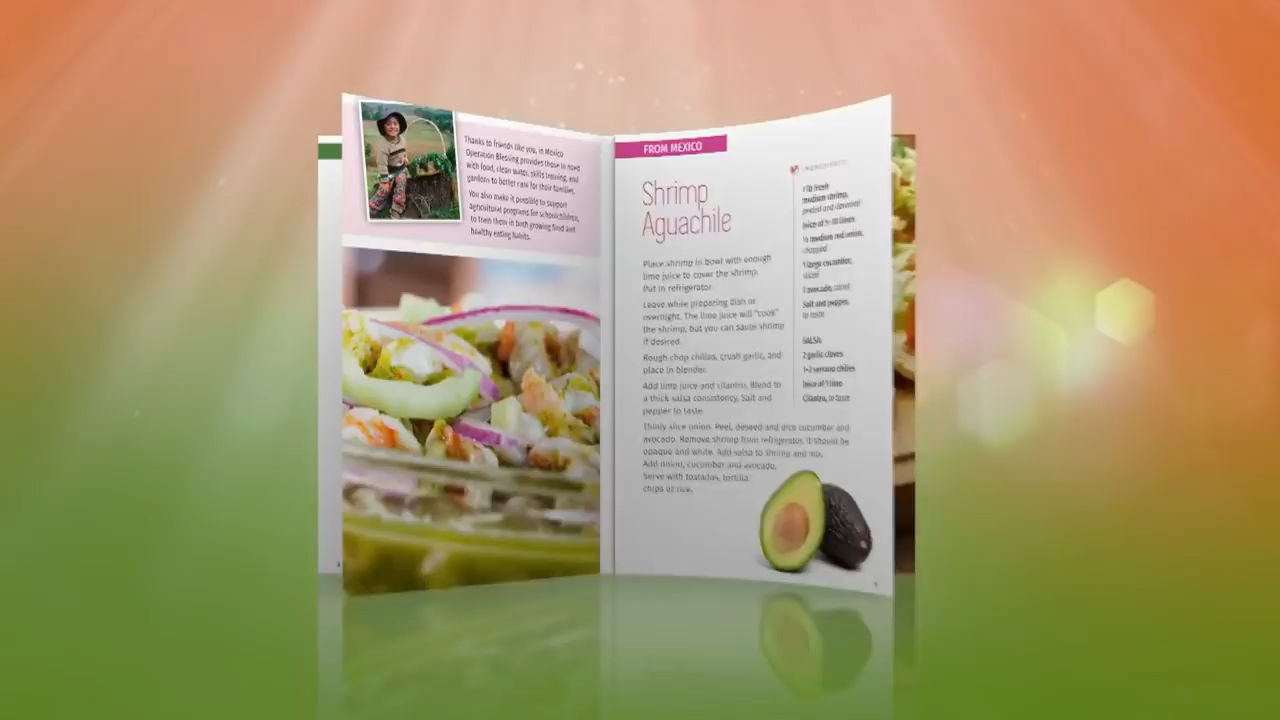 Thanks to friends like you, in Mexico
Operation Blessing provides those in need
with food, clean water, skills training, and
gardens to better care for their families.
You also make it possible to support
agricultural programs for schoolchildren,
to train them in both growing food and
healthy eating habits.
FROM MEXICO
Shrimp
Aguachile
Place shrimp in bowl with enough
lime juice to cover the shrimp.
Put in refrigerator.
Leave while preparing dish or
overnight. The lime juice will "cook"
the shrimp, but you can saute shrimp
if desired.
Rough chop chilias, crush garlic, and
place in blender.
Add lime juice and cilantro. Blend to
a thick salsa consistency. Salt and
pepper to taste.
Thinly slice onion. Peel, deseed and dice cucumber and
avocado. Remove shrimp from refrigerator. It should be
opaque and white. Add salsa to shrimp and mix.
Add onion, cucumber and avocado.
Serve with tostadas, tortilla
chips or rice.
1 lb fresh
medium shrimp,
peeled and deveined
Juice of limes
½ medium red onion,
chopped
1 large cucumber,
sliced
1 avocado, sliced
Salt and pepper,
to taste
SALSA:
2 garlic cloves
1-2 serrano chilies
Juice of 1 lime
Cilantro, to taste